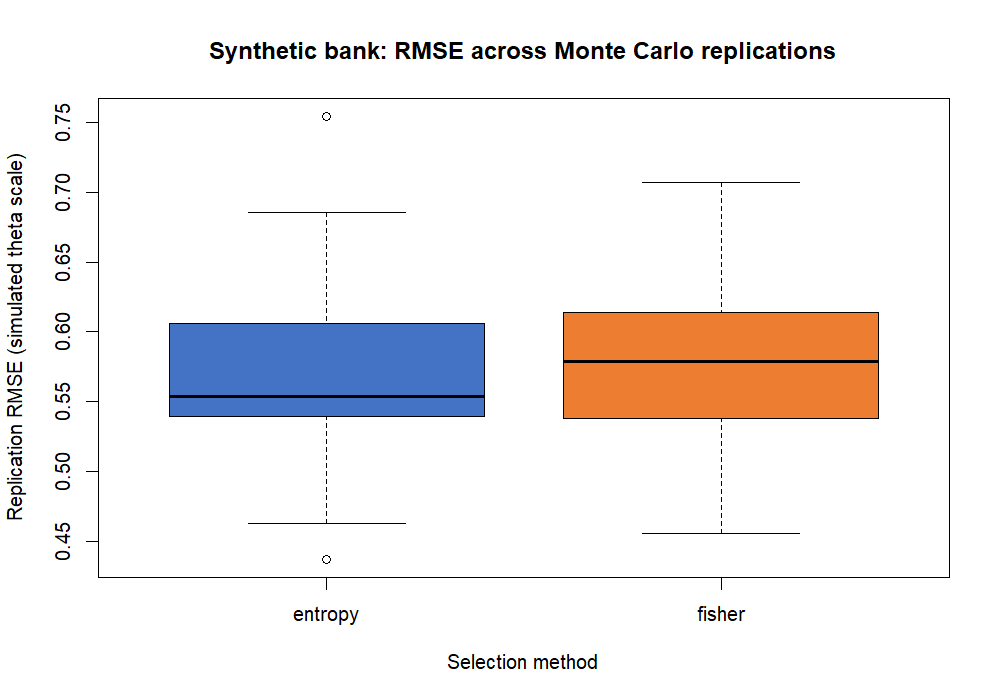 Synthetic bank: RMSE across Monte Carlo replications
Replication RMSE (simulated theta scale)
0.75
0.70
0.65
0.60
0.55
0.50
0.45
entropy
fisher
Selection method